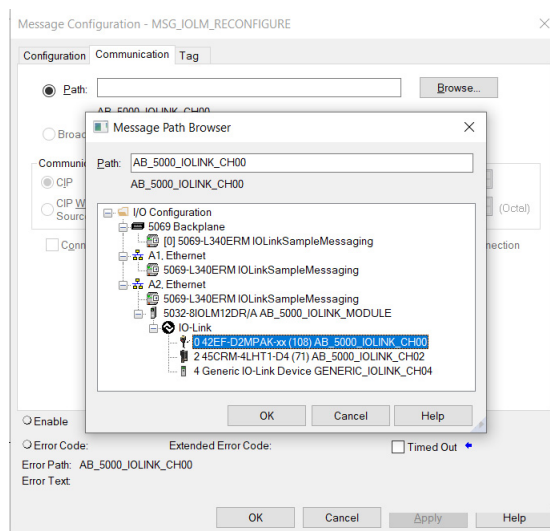 Message Configuration - MSG_IOLM_RECONFIGURE
Configuration Communication Tag
Path:
Browse...
AB_5000_IOLINK_CH00
Message Path Browser
Path: AB_5000_IOLINK_CH00
AB_5000_IOLINK_CH00
I/O Configuration
5069 Backplane
[0] 5069-L340ERM IOLinkSampleMessaging
A1, Ethernet
5069-L340ERM IOLinkSampleMessaging
A2, Ethernet
5069-L340ERM IOLinkSampleMessaging
5032-8IOLM12DR/A AB_5000_IOLINK_MODULE
IO-Link
0 42EF-D2MPAK-xx (108) AB_5000_IOLINK_CH00
2 45CRM-4LHT1-D4 (71) AB_5000_IOLINK_CH02
4 Generic IO-Link Device GENERIC_IOLINK_CH04
OK Cancel Help
Broad
Communi
CIP
CIP W
Source
(Octal)
Conn
nection
Enable
Error Code: Extended Error Code: Timed Out
Error Path: AB_5000_IOLINK_CH00
Error Text:
OK Cancel Apply Help